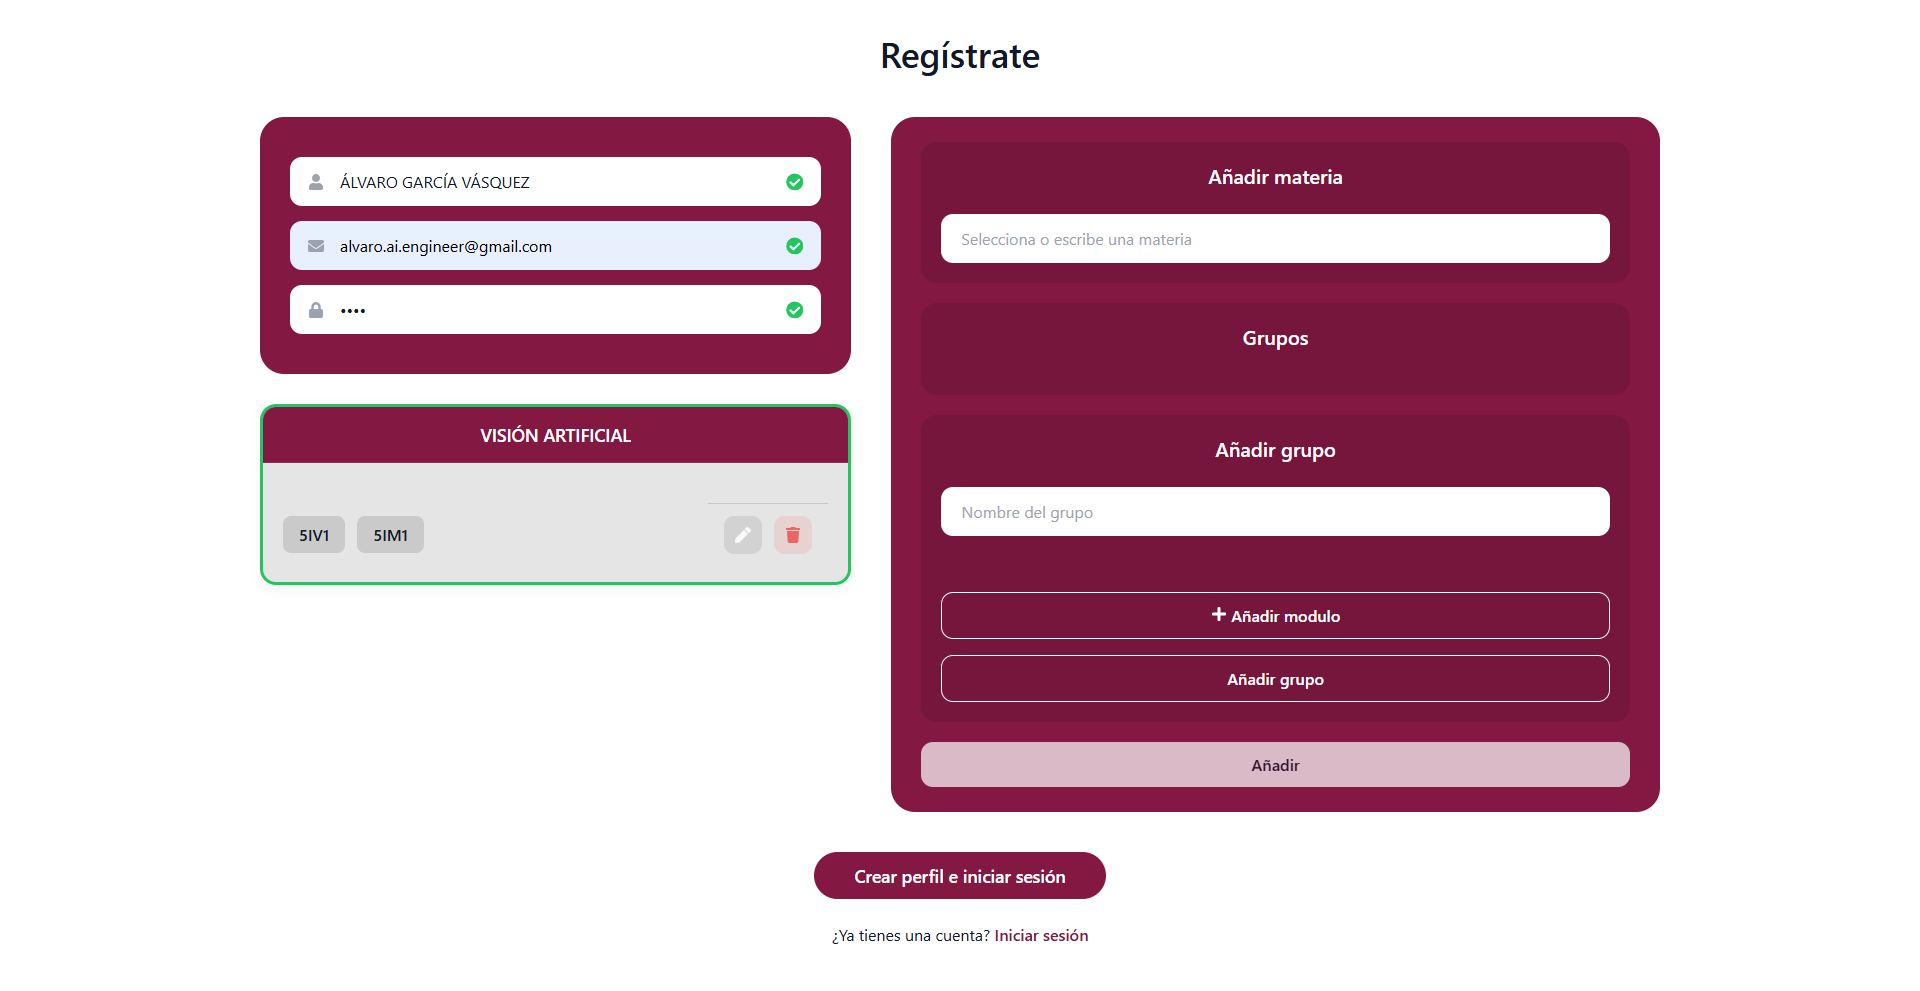 Regístrate
ÁLVARO GARCÍA VÁSQUEZ
alvaro.ai.engineer@gmail.com
••••
VISIÓN ARTIFICIAL
5IV1 5IM1
Añadir materia
Selecciona o escribe una materia
Grupos
Añadir grupo
Nombre del grupo
+ Añadir modulo
Añadir grupo
Añadir
Crear perfil e iniciar sesión
¿Ya tienes una cuenta? Iniciar sesión